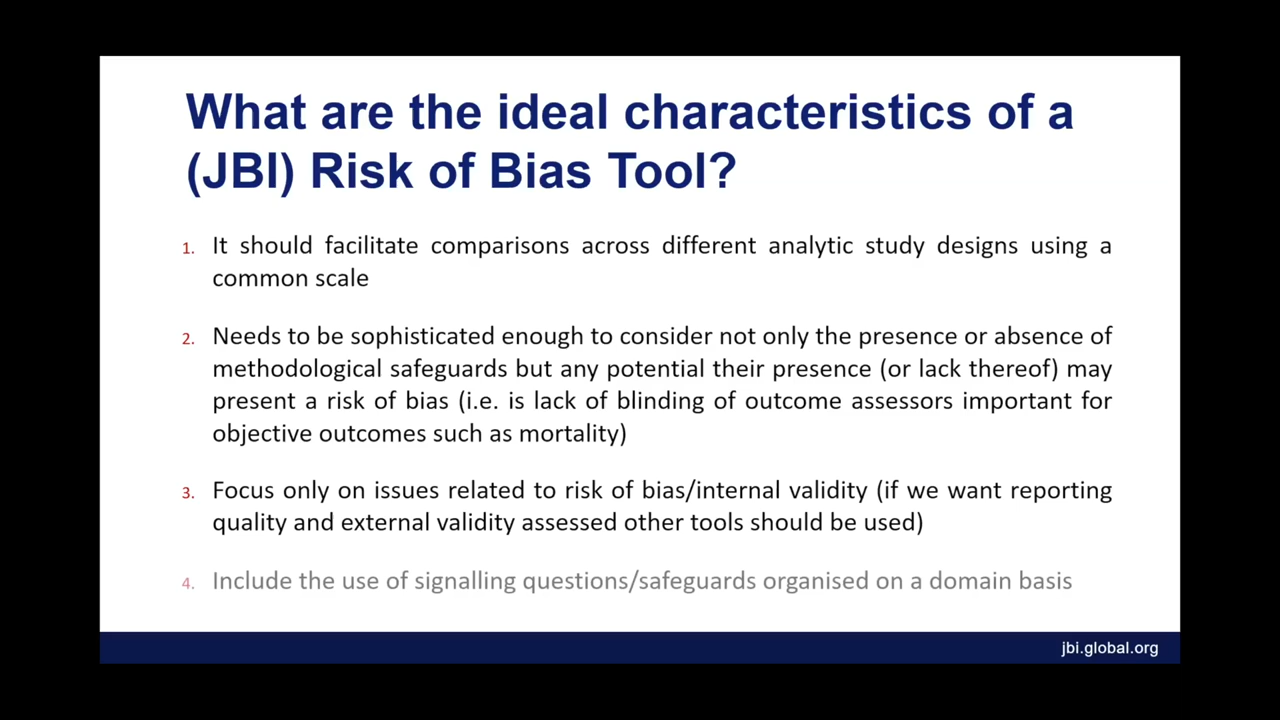 What are the ideal characteristics of a
(JBI) Risk of Bias Tool?
1. It should facilitate comparisons across different analytic study designs using a
common scale
2. Needs to be sophisticated enough to consider not only the presence or absence of
methodological safeguards but any potential their presence (or lack thereof) may
present a risk of bias (i.e. is lack of blinding of outcome assessors important for
objective outcomes such as mortality)
3. Focus only on issues related to risk of bias/internal validity (if we want reporting
quality and external validity assessed other tools should be used)
4. Include the use of signalling questions/safeguards organised on a domain basis
jbi.global.org